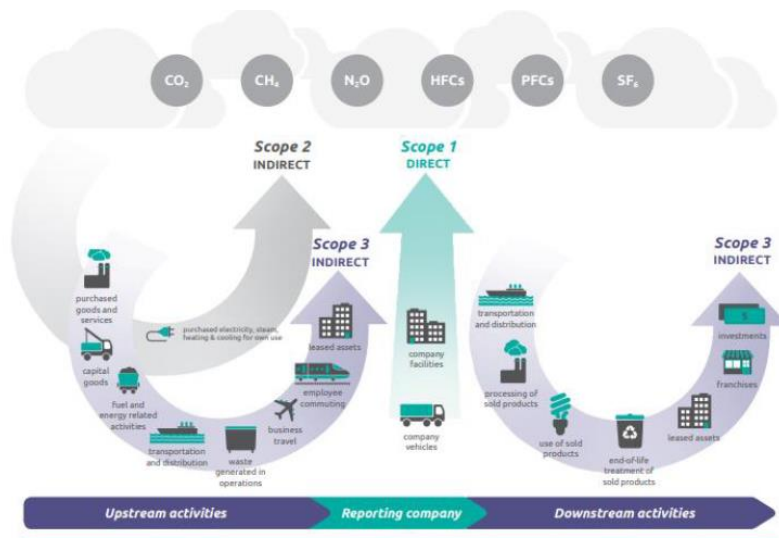 CO₂
CH₄
N₂O
HFCs
PFCs
SF₆
Scope 2
INDIRECT
Scope 1
DIRECT
Scope 3
INDIRECT
Scope 3
INDIRECT
purchased
goods and
services
capital
goods
fuel and
energy related
activities
transportation
and distribution
waste
generated in
operations
business
travel
employee
commuting
leased assets
purchased electricity, steam,
heating & cooling for own use
company
facilities
company
vehicles
transportation
and distribution
processing of
sold products
use of sold
products
end-of-life
treatment of
sold products
leased assets
franchises
$
investments
Upstream activities
Reporting company
Downstream activities